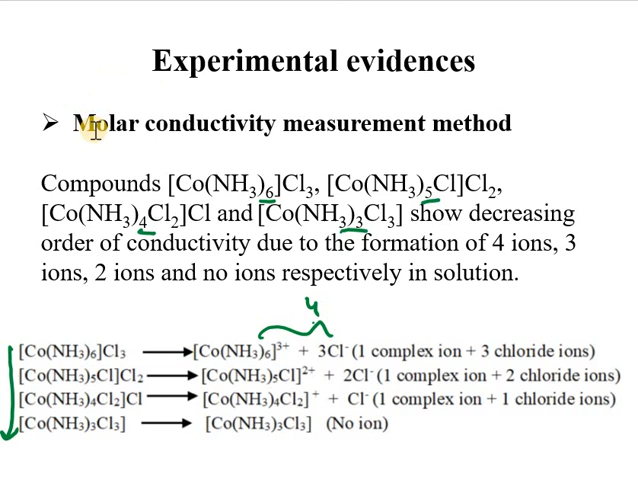 Experimental evidences
➢ Molar conductivity measurement method
Compounds [Co(NH₃)₆]Cl₃, [Co(NH₃)₅Cl]Cl₂,
[Co(NH₃)₄Cl₂]Cl and [Co(NH₃)₃Cl₃] show decreasing
order of conductivity due to the formation of 4 ions, 3
ions, 2 ions and no ions respectively in solution.
4
[Co(NH₃)₆]Cl₃ ⟶ [Co(NH₃)₆]³⁺ + 3Cl⁻ (1 complex ion + 3 chloride ions)
[Co(NH₃)₅Cl]Cl₂ ⟶ [Co(NH₃)₅Cl]²⁺ + 2Cl⁻ (1 complex ion + 2 chloride ions)
[Co(NH₃)₄Cl₂]Cl ⟶ [Co(NH₃)₄Cl₂]⁺ + Cl⁻ (1 complex ion + 1 chloride ions)
[Co(NH₃)₃Cl₃] ⟶ [Co(NH₃)₃Cl₃] (No ion)